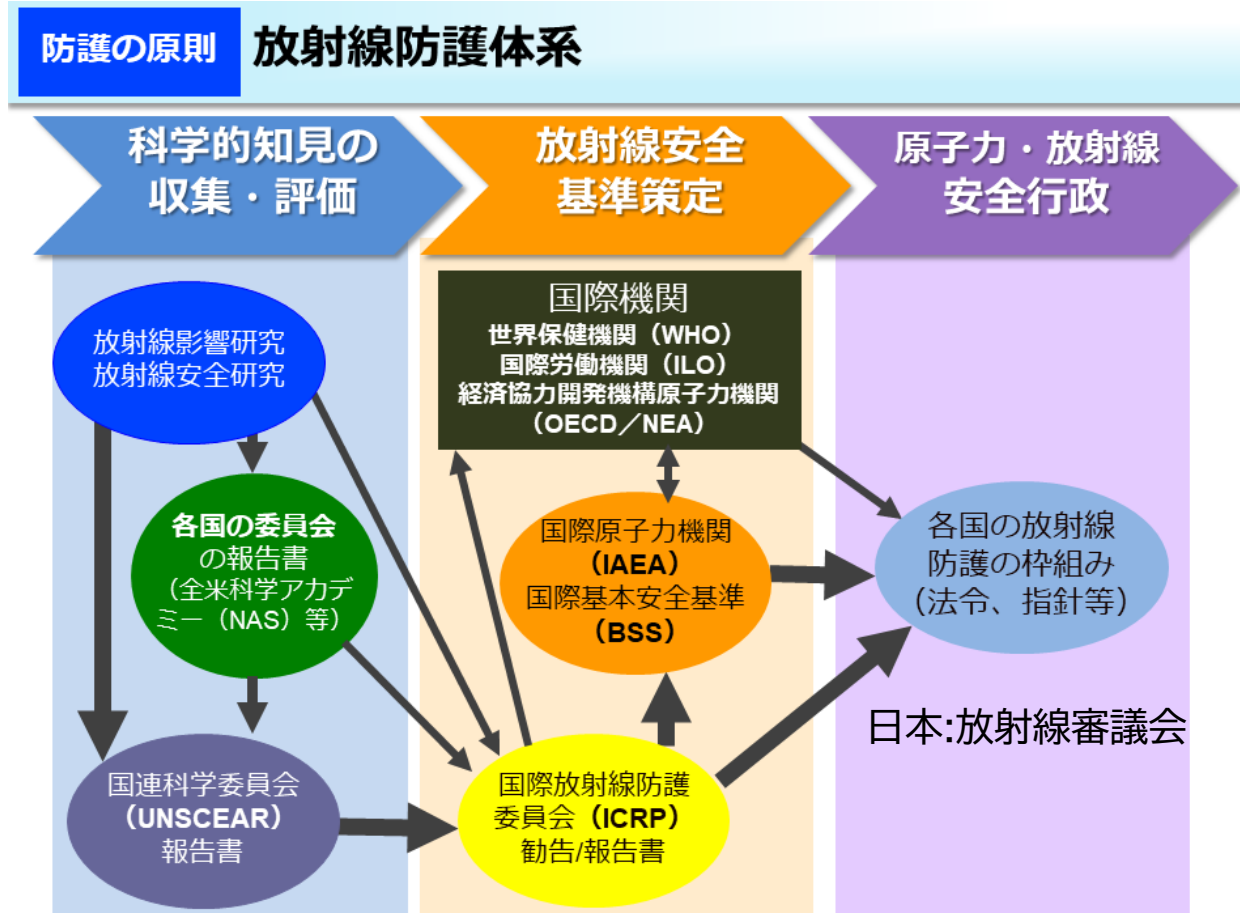 防護の原則
放射線防護体系
科学的知見の
収集・評価
放射線安全
基準策定
原子力・放射線
安全行政
放射線影響研究
放射線安全研究
各国の委員会
の報告書
（全米科学アカデ
ミー（NAS）等）
国連科学委員会
（UNSCEAR）
報告書
国際機関
世界保健機関（WHO）
国際労働機関（ILO）
経済協力開発機構原子力機関
（OECD／NEA）
国際原子力機関
（IAEA）
国際基本安全基準
（BSS）
国際放射線防護
委員会（ICRP）
勧告/報告書
各国の放射線
防護の枠組み
（法令、指針等）
日本:放射線審議会